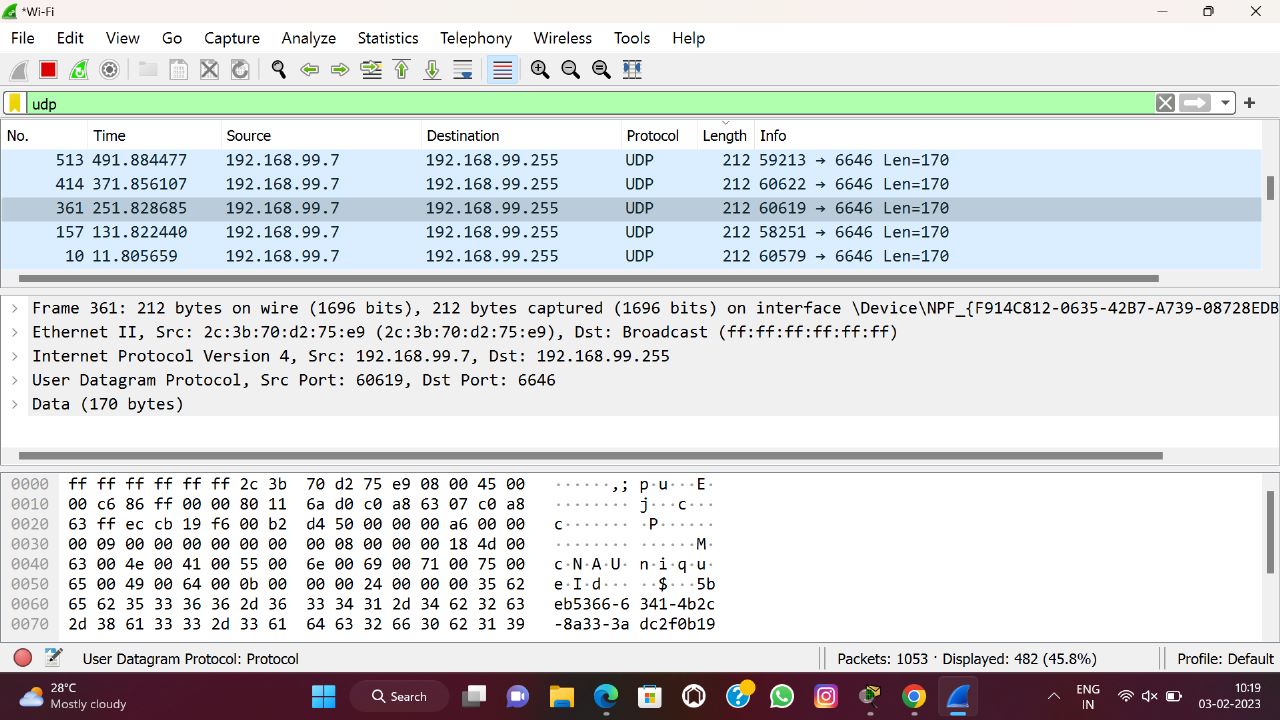 *Wi-Fi
File Edit View Go Capture Analyze Statistics Telephony Wireless Tools Help
udp
No. Time Source Destination Protocol Length Info
513 491.884477 192.168.99.7 192.168.99.255 UDP 212 59213 → 6646 Len=170
414 371.856107 192.168.99.7 192.168.99.255 UDP 212 60622 → 6646 Len=170
361 251.828685 192.168.99.7 192.168.99.255 UDP 212 60619 → 6646 Len=170
157 131.822440 192.168.99.7 192.168.99.255 UDP 212 58251 → 6646 Len=170
10 11.805659 192.168.99.7 192.168.99.255 UDP 212 60579 → 6646 Len=170
Frame 361: 212 bytes on wire (1696 bits), 212 bytes captured (1696 bits) on interface \Device\NPF_{F914C812-0635-42B7-A739-08728EDB
Ethernet II, Src: 2c:3b:70:d2:75:e9 (2c:3b:70:d2:75:e9), Dst: Broadcast (ff:ff:ff:ff:ff:ff)
Internet Protocol Version 4, Src: 192.168.99.7, Dst: 192.168.99.255
User Datagram Protocol, Src Port: 60619, Dst Port: 6646
Data (170 bytes)
0000 ff ff ff ff ff ff 2c 3b 70 d2 75 e9 08 00 45 00 ······,; p·u···E·
0010 00 c6 86 ff 00 00 80 11 6a d0 c0 a8 63 07 c0 a8 ········ j···c···
0020 63 ff ec cb 19 f6 00 b2 d4 50 00 00 00 a6 00 00 c······· ·P······
0030 00 09 00 00 00 00 00 00 00 08 00 00 00 18 4d 00 ········ ······M·
0040 63 00 4e 00 41 00 55 00 6e 00 69 00 71 00 75 00 c·N·A·U· n·i·q·u·
0050 65 00 49 00 64 00 0b 00 00 00 24 00 00 00 35 62 e·I·d··· ··$···5b
0060 65 62 35 33 36 36 2d 36 33 34 31 2d 34 62 32 63 eb5366-6 341-4b2c
0070 2d 38 61 33 33 2d 33 61 64 63 32 66 30 62 31 39 -8a33-3a dc2f0b19
User Datagram Protocol: Protocol Packets: 1053 · Displayed: 482 (45.8%) Profile: Default
28°C
Mostly cloudy
Search
ENG
IN
10:19
03-02-2023